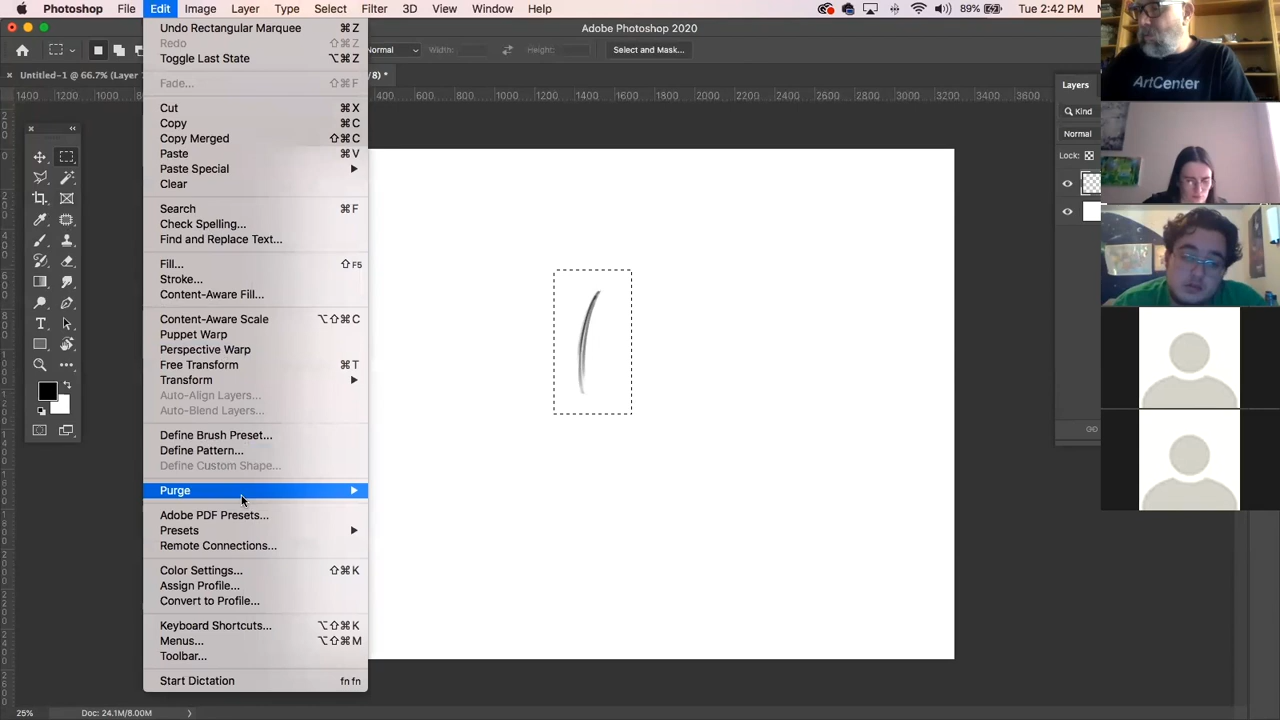 Photoshop File Edit Image Layer Type Select Filter 3D View Window Help 89% Tue 2:42 PM
Adobe Photoshop 2020
Normal Width: Height: Select and Mask...
Untitled-1 @ 66.7% (Layer /8) *
1400 1200 1000 400 600 800 1000 1200 1400 1600 1800 2000 2200 2400 2600 2800 3000 3200 3400 3600
Undo Rectangular Marquee ⌘Z
Redo ⇧⌘Z
Toggle Last State ⌥⌘Z
Fade... ⇧⌘F
Cut ⌘X
Copy ⌘C
Copy Merged ⇧⌘C
Paste ⌘V
Paste Special
Clear
Search ⌘F
Check Spelling...
Find and Replace Text...
Fill... ⇧F5
Stroke...
Content-Aware Fill...
Content-Aware Scale ⌥⇧⌘C
Puppet Warp
Perspective Warp
Free Transform ⌘T
Transform
Auto-Align Layers...
Auto-Blend Layers...
Define Brush Preset...
Define Pattern...
Define Custom Shape...
Purge
Adobe PDF Presets...
Presets
Remote Connections...
Color Settings... ⇧⌘K
Assign Profile...
Convert to Profile...
Keyboard Shortcuts... ⌥⇧⌘K
Menus... ⌥⇧⌘M
Toolbar...
Start Dictation fn fn
Layers
Kind
Normal
Lock:
ArtCenter
25% Doc: 24.1M/8.00M